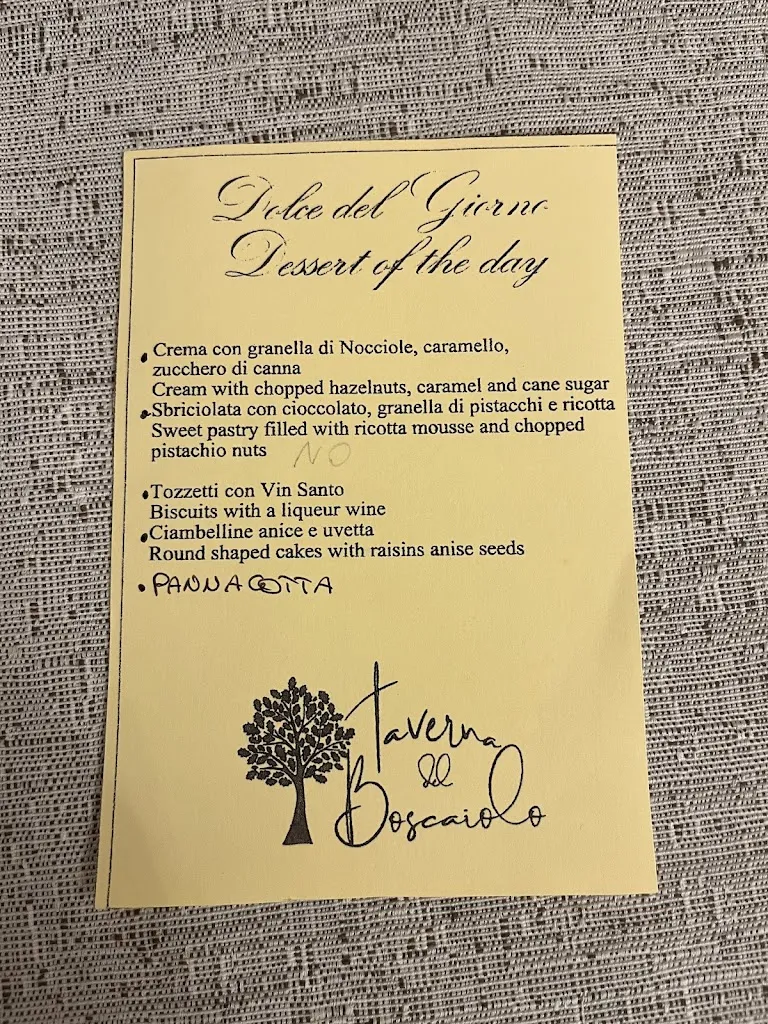 Dolce del Giorno
Dessert of the day
• Crema con granella di Nocciole, caramello,
zucchero di canna
Cream with chopped hazelnuts, caramel and cane sugar
• Sbriciolata con cioccolato, granella di pistacchi e ricotta
Sweet pastry filled with ricotta mousse and chopped
pistachio nuts NO
• Tozzetti con Vin Santo
Biscuits with a liqueur wine
• Ciambelline anice e uvetta
Round shaped cakes with raisins anise seeds
• PANNACOTTA
Taverna
del
Boscaiolo